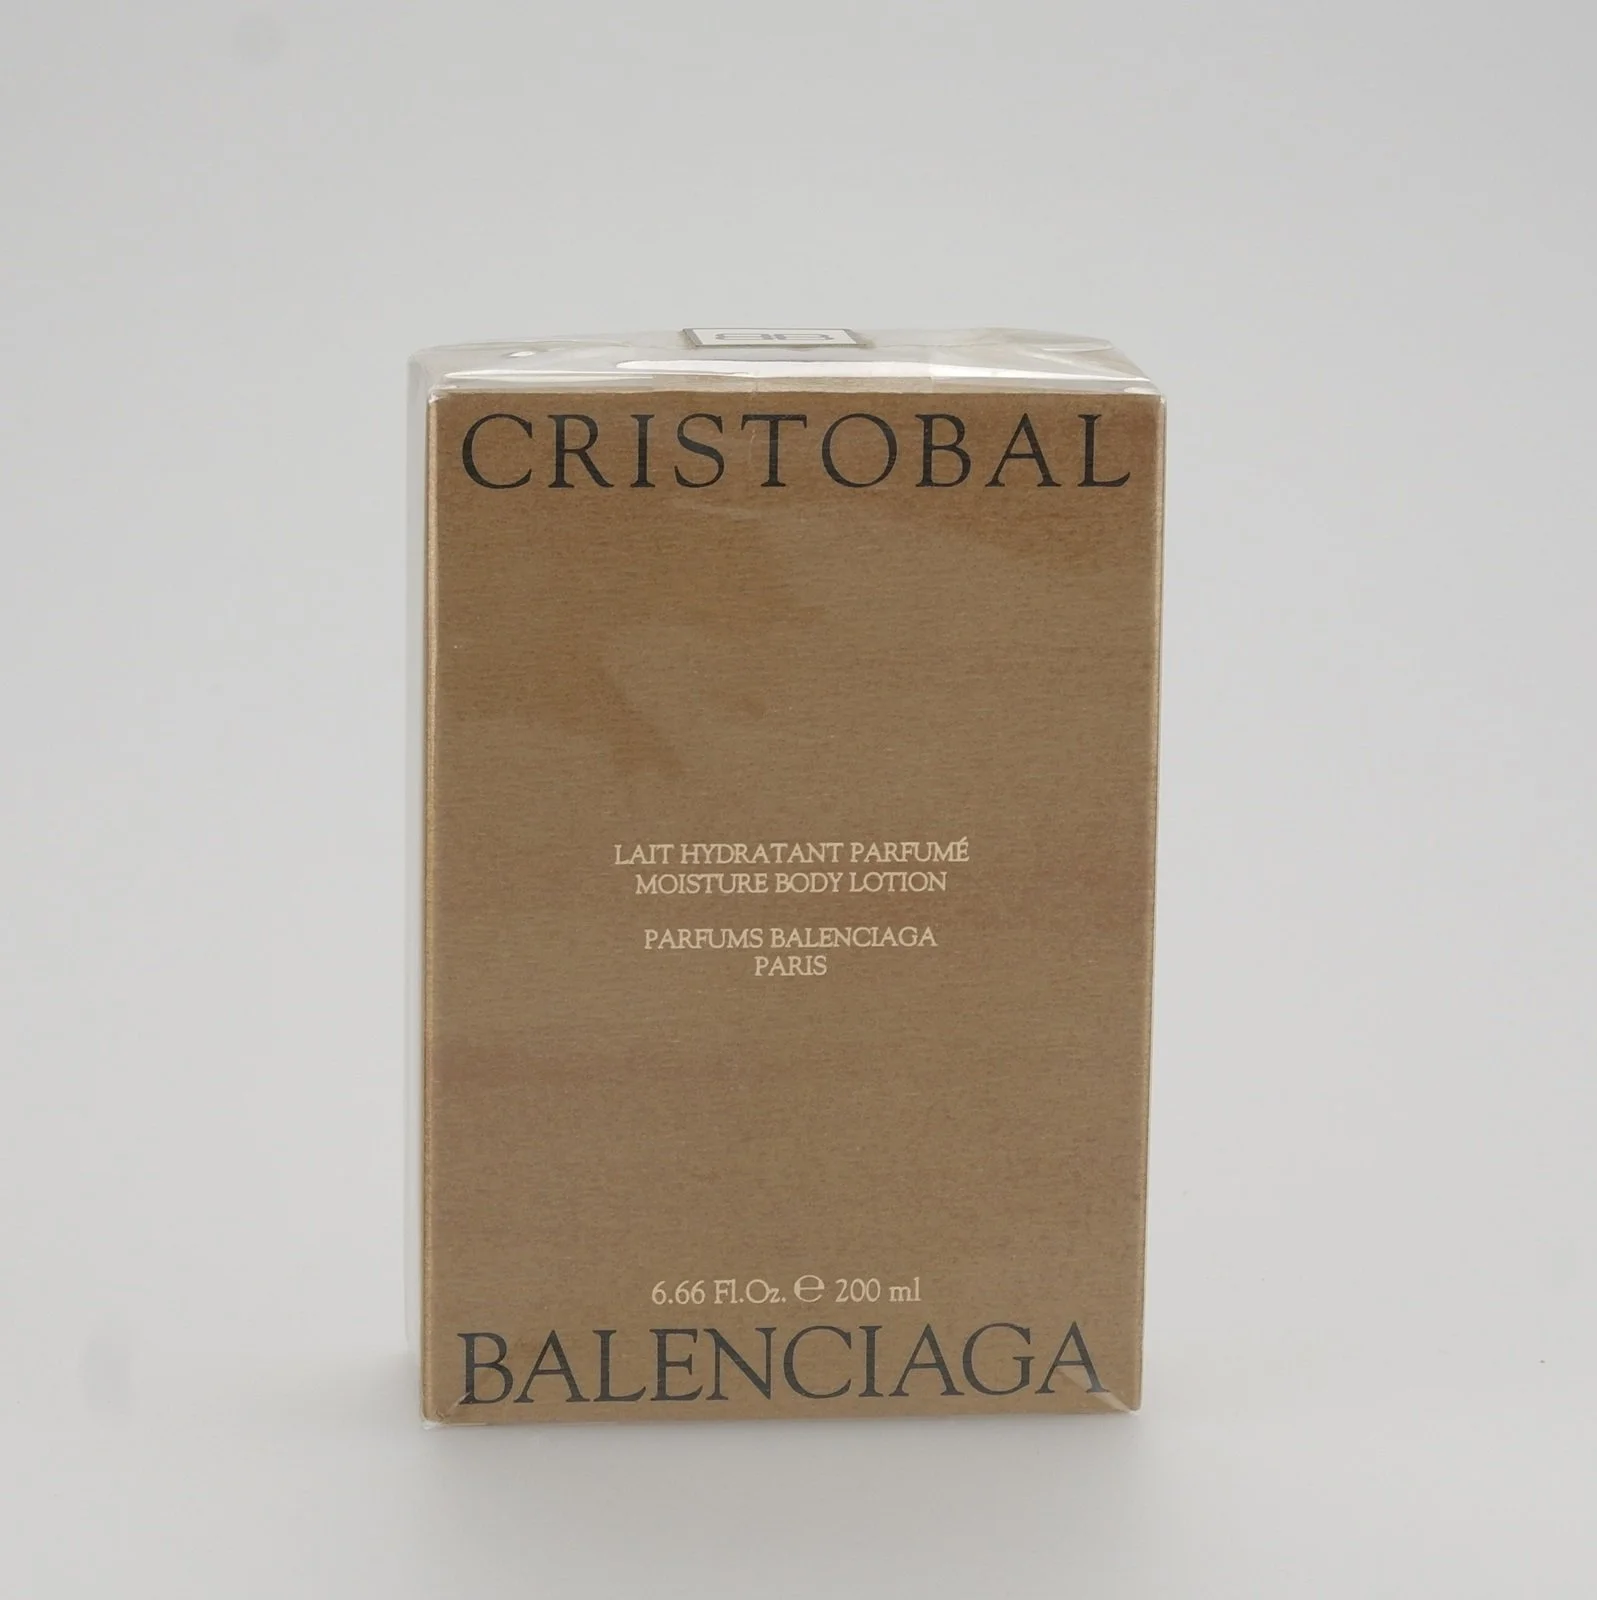 CRISTOBAL
LAIT HYDRATANT PARFUMÉ
MOISTURE BODY LOTION
PARFUMS BALENCIAGA
PARIS
6.66 Fl.Oz. ℮ 200 ml
BALENCIAGA